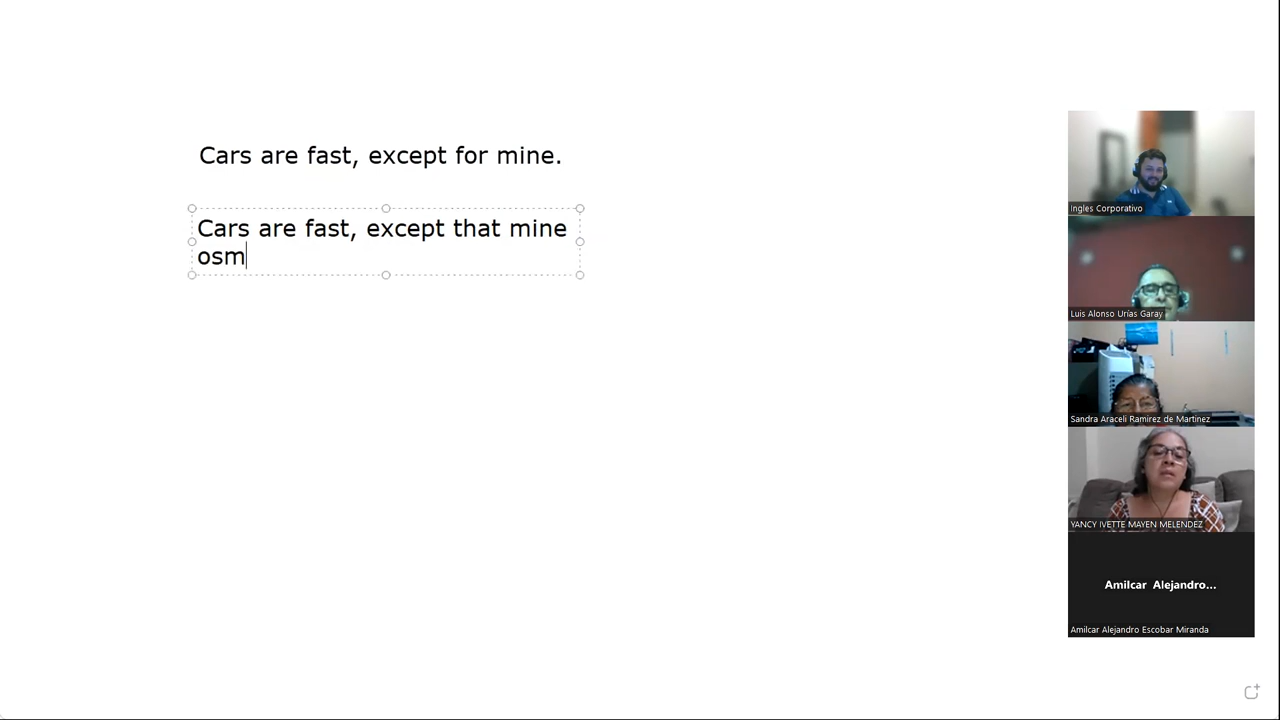 Cars are fast, except for mine.
Cars are fast, except that mine
osm
Ingles Corporativo
Luis Alonso Urías Garay
Sandra Araceli Ramirez de Martinez
YANCY IVETTE MAYEN MELENDEZ
Amilcar Alejandro...
Amilcar Alejandro Escobar Miranda